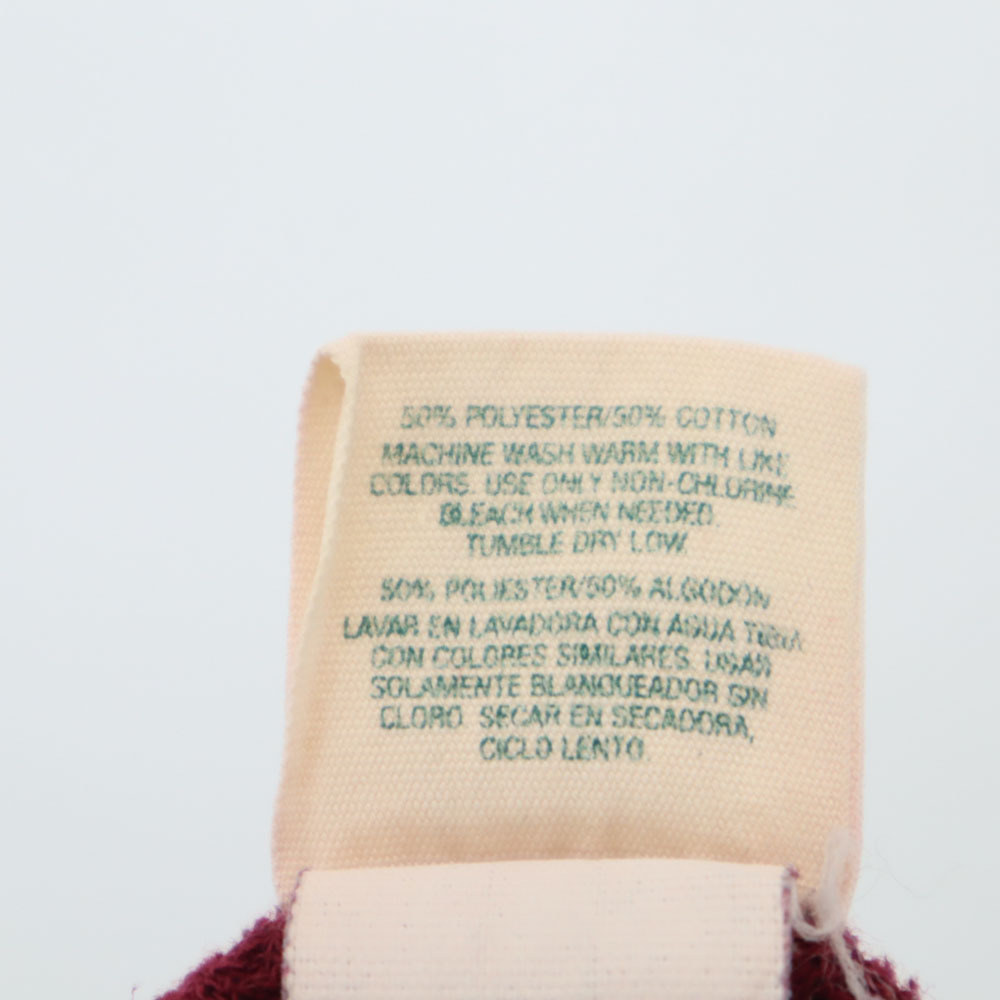 50% POLYESTER/50% COTTON
MACHINE WASH WARM WITH LIKE
COLORS. USE ONLY NON-CHLORINE
BLEACH WHEN NEEDED.
TUMBLE DRY LOW.
50% POLIESTER/50% ALGODON
LAVAR EN LAVADORA CON AGUA TIBIA
CON COLORES SIMILARES. USAR
SOLAMENTE BLANQUEADOR SIN
CLORO. SECAR EN SECADORA,
CICLO LENTO.